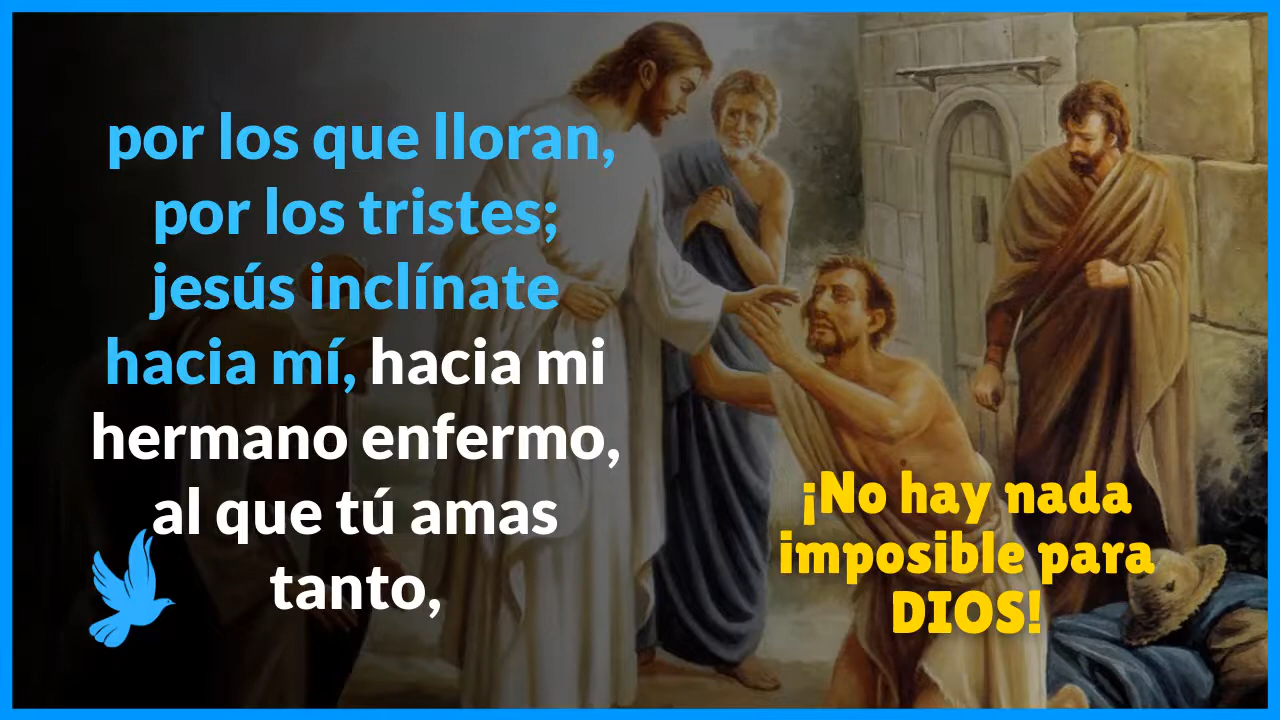 por los que lloran,
por los tristes;
jesús inclínate
hacia mí, hacia mi
hermano enfermo,
al que tú amas
tanto,
¡No hay nada
imposible para
DIOS!